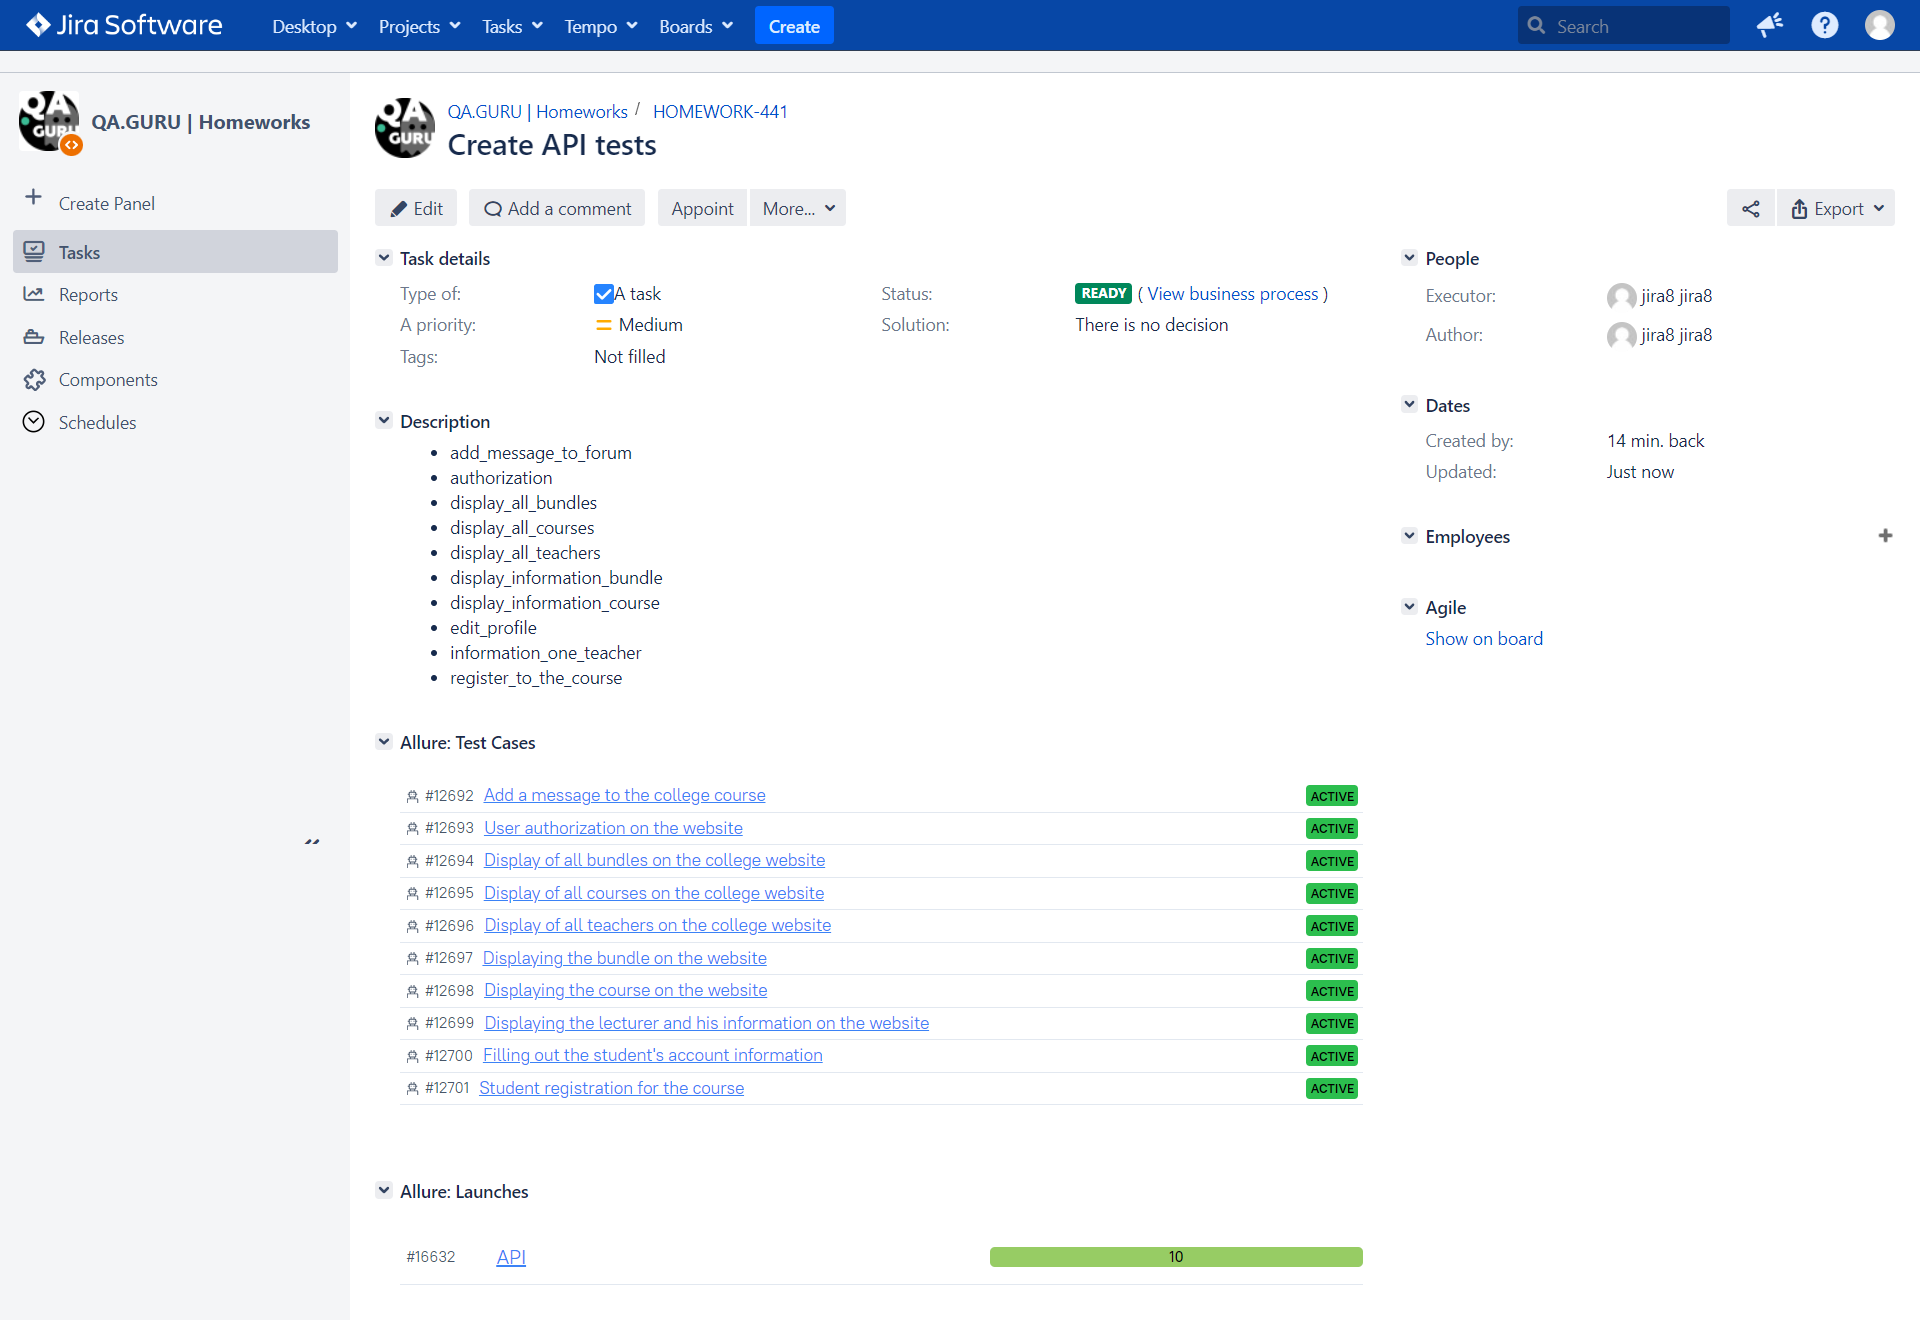 Jira Software
Desktop Projects Tasks Tempo Boards Create Search
QA.GURU | Homeworks
Create Panel
Tasks
Reports
Releases
Components
Schedules
QA.GURU | Homeworks / HOMEWORK-441
Create API tests
Edit Add a comment Appoint More... Export
Task details
Type of: A task Status: READY ( View business process )
A priority: Medium Solution: There is no decision
Tags: Not filled
Description
add_message_to_forum
authorization
display_all_bundles
display_all_courses
display_all_teachers
display_information_bundle
display_information_course
edit_profile
information_one_teacher
register_to_the_course
Allure: Test Cases
#12692 Add a message to the college course ACTIVE
#12693 User authorization on the website ACTIVE
#12694 Display of all bundles on the college website ACTIVE
#12695 Display of all courses on the college website ACTIVE
#12696 Display of all teachers on the college website ACTIVE
#12697 Displaying the bundle on the website ACTIVE
#12698 Displaying the course on the website ACTIVE
#12699 Displaying the lecturer and his information on the website ACTIVE
#12700 Filling out the student's account information ACTIVE
#12701 Student registration for the course ACTIVE
Allure: Launches
#16632 API 10
People
Executor: jira8 jira8
Author: jira8 jira8
Dates
Created by: 14 min. back
Updated: Just now
Employees
Agile
Show on board